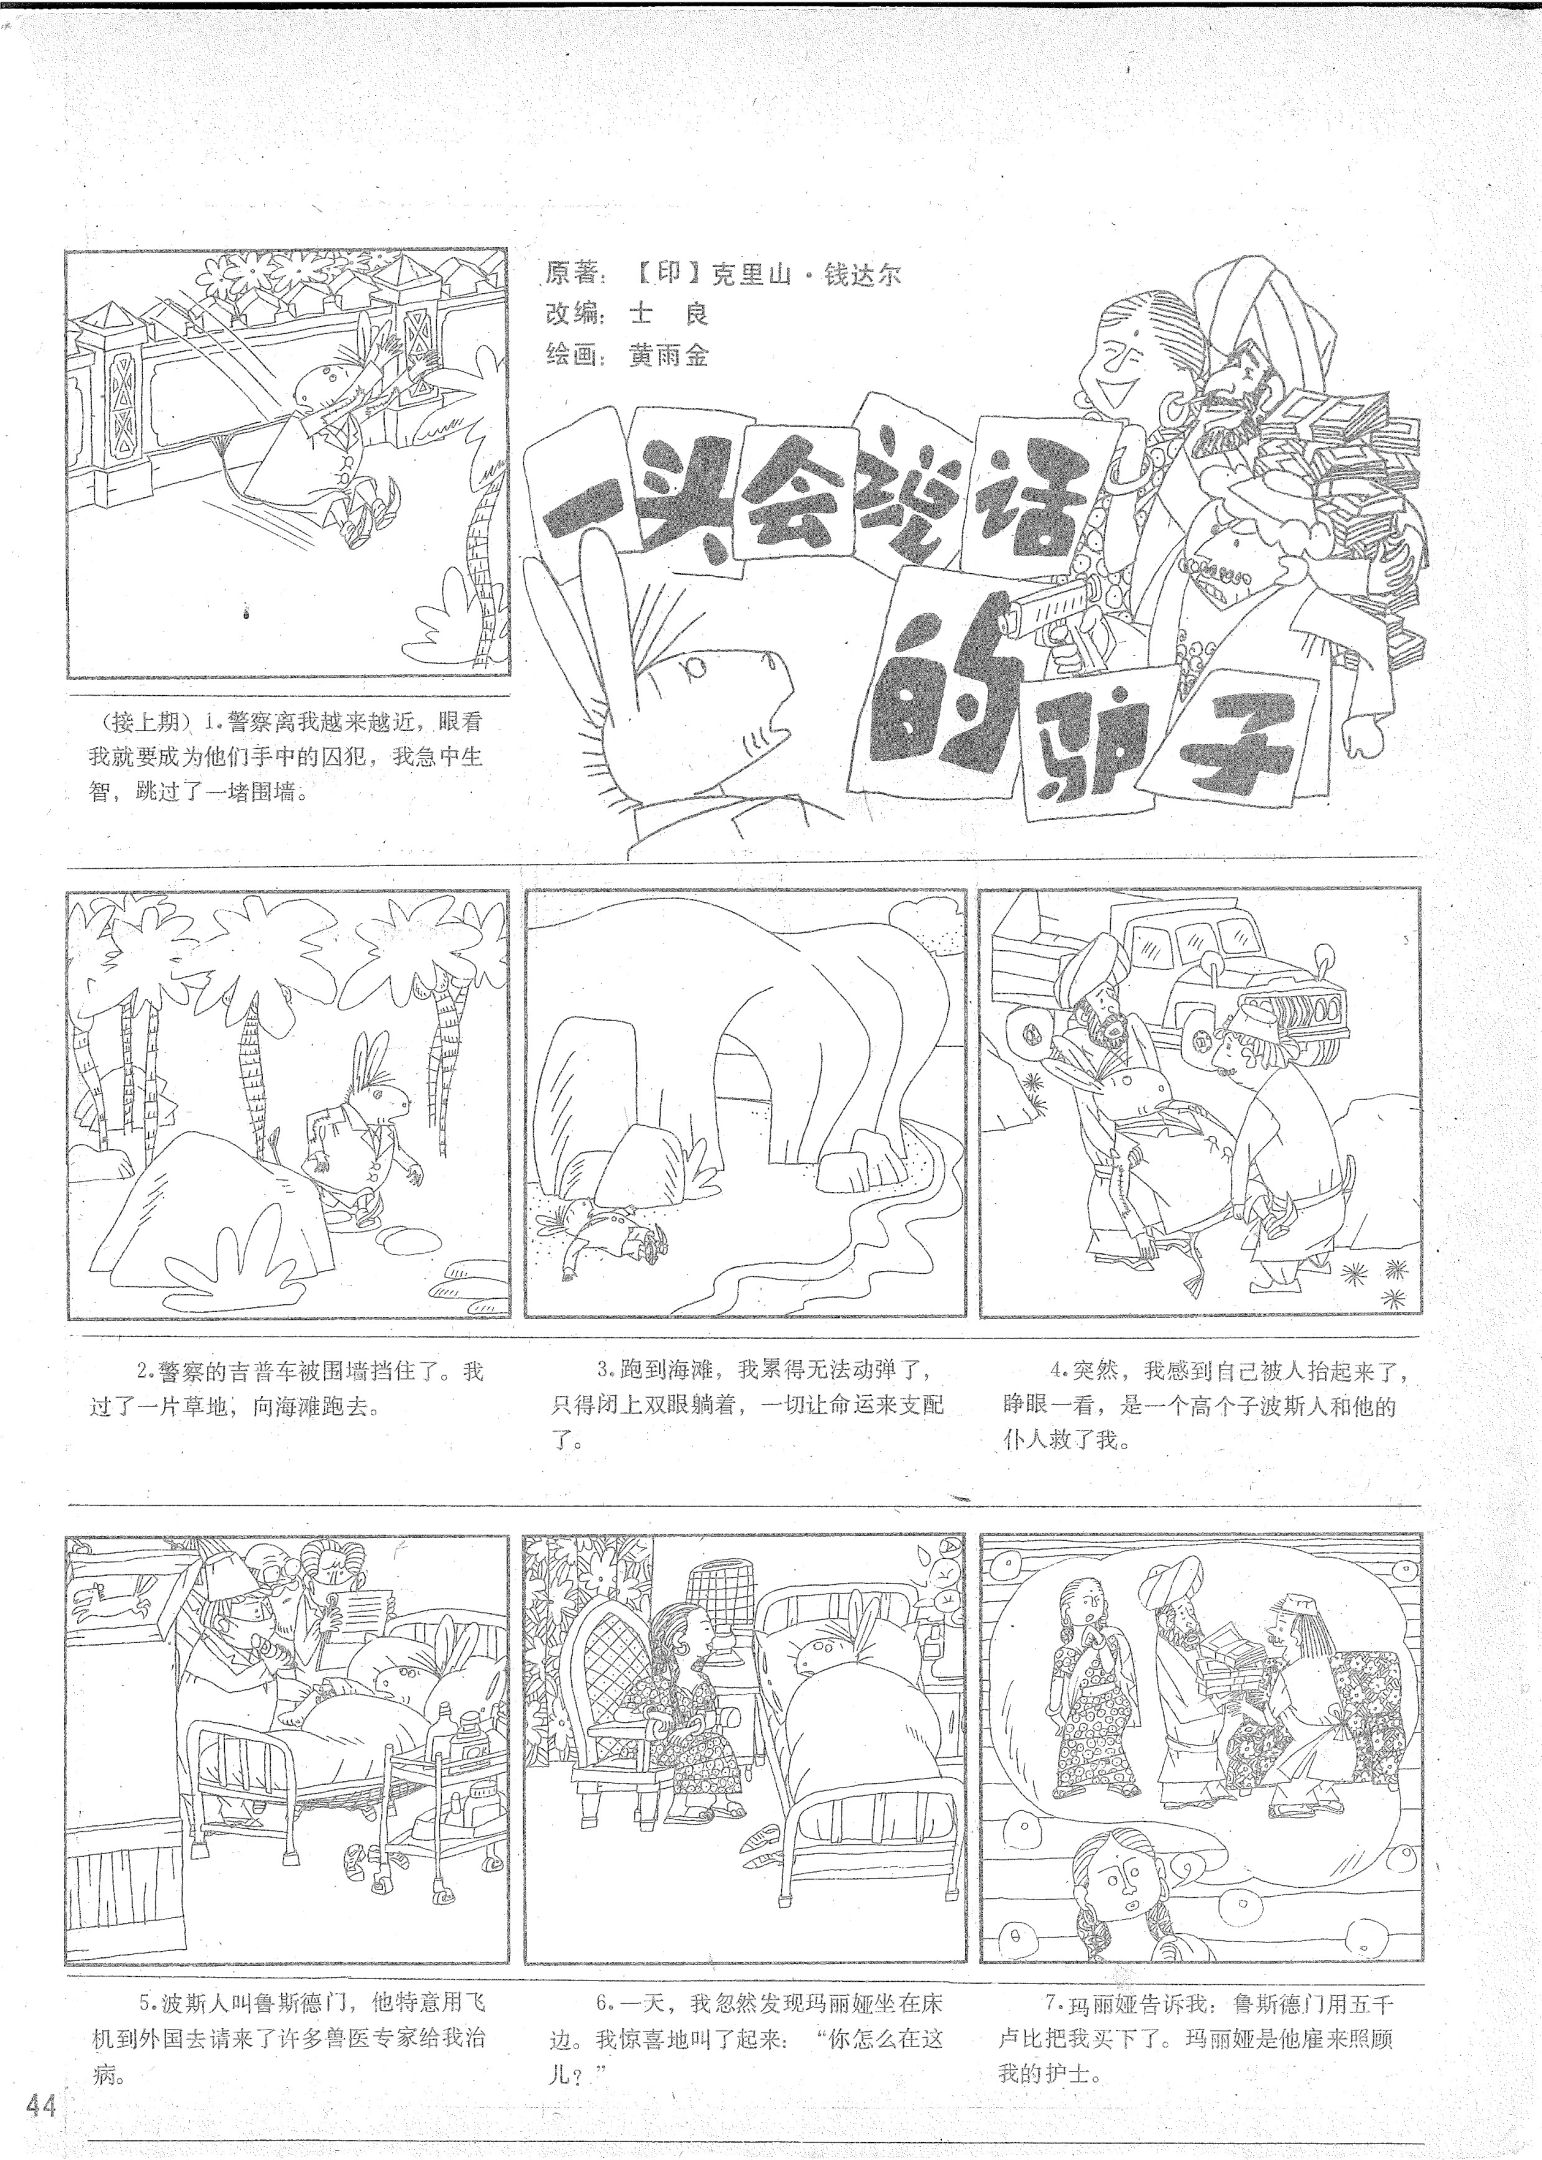 原著：【印】克里山·钱达尔
改编：士　良
绘画：黄雨金
一头会说话
的驴子
（接上期）1.警察离我越来越近，眼看
我就要成为他们手中的囚犯，我急中生
智，跳过了一堵围墙。
2.警察的吉普车被围墙挡住了。我
过了一片草地，向海滩跑去。
3.跑到海滩，我累得无法动弹了，
只得闭上双眼躺着，一切让命运来支配
了。
4.突然，我感到自己被人抬起来了，
睁眼一看，是一个高个子波斯人和他的
仆人救了我。
5.波斯人叫鲁斯德门，他特意用飞
机到外国去请来了许多兽医专家给我治
病。
6.一天，我忽然发现玛丽娅坐在床
边。我惊喜地叫了起来：“你怎么在这
儿？”
7.玛丽娅告诉我：鲁斯德门用五千
卢比把我买下了。玛丽娅是他雇来照顾
我的护士。
44